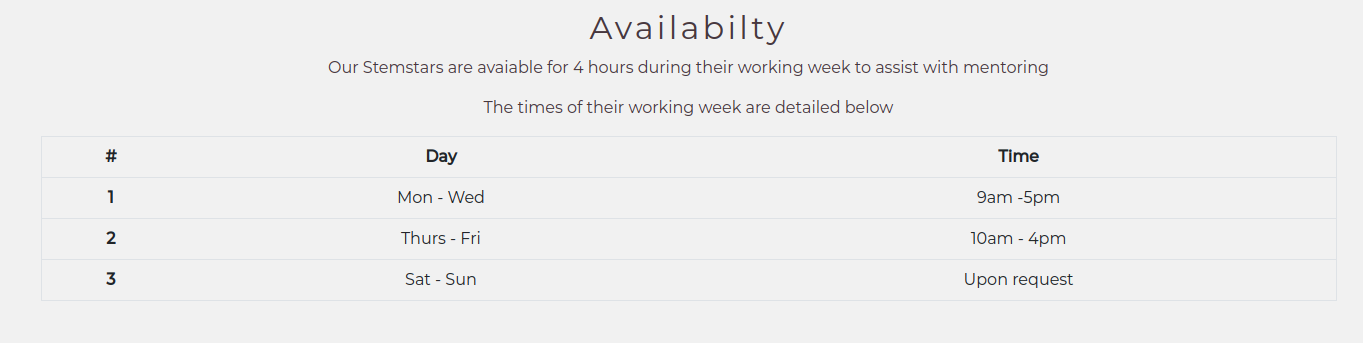 Availabilty
Our Stemstars are avaiable for 4 hours during their working week to assist with mentoring
The times of their working week are detailed below
# Day Time
1 Mon - Wed 9am -5pm
2 Thurs - Fri 10am - 4pm
3 Sat - Sun Upon request